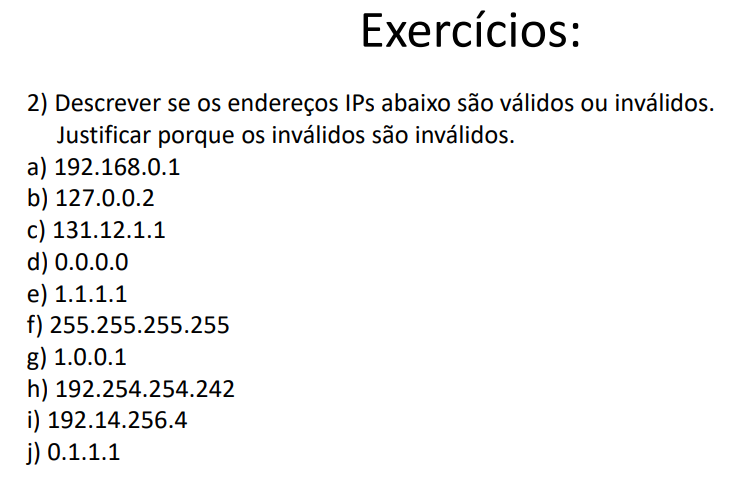 Exercícios:
2) Descrever se os endereços IPs abaixo são válidos ou inválidos.
Justificar porque os inválidos são inválidos.
a) 192.168.0.1
b) 127.0.0.2
c) 131.12.1.1
d) 0.0.0.0
e) 1.1.1.1
f) 255.255.255.255
g) 1.0.0.1
h) 192.254.254.242
i) 192.14.256.4
j) 0.1.1.1